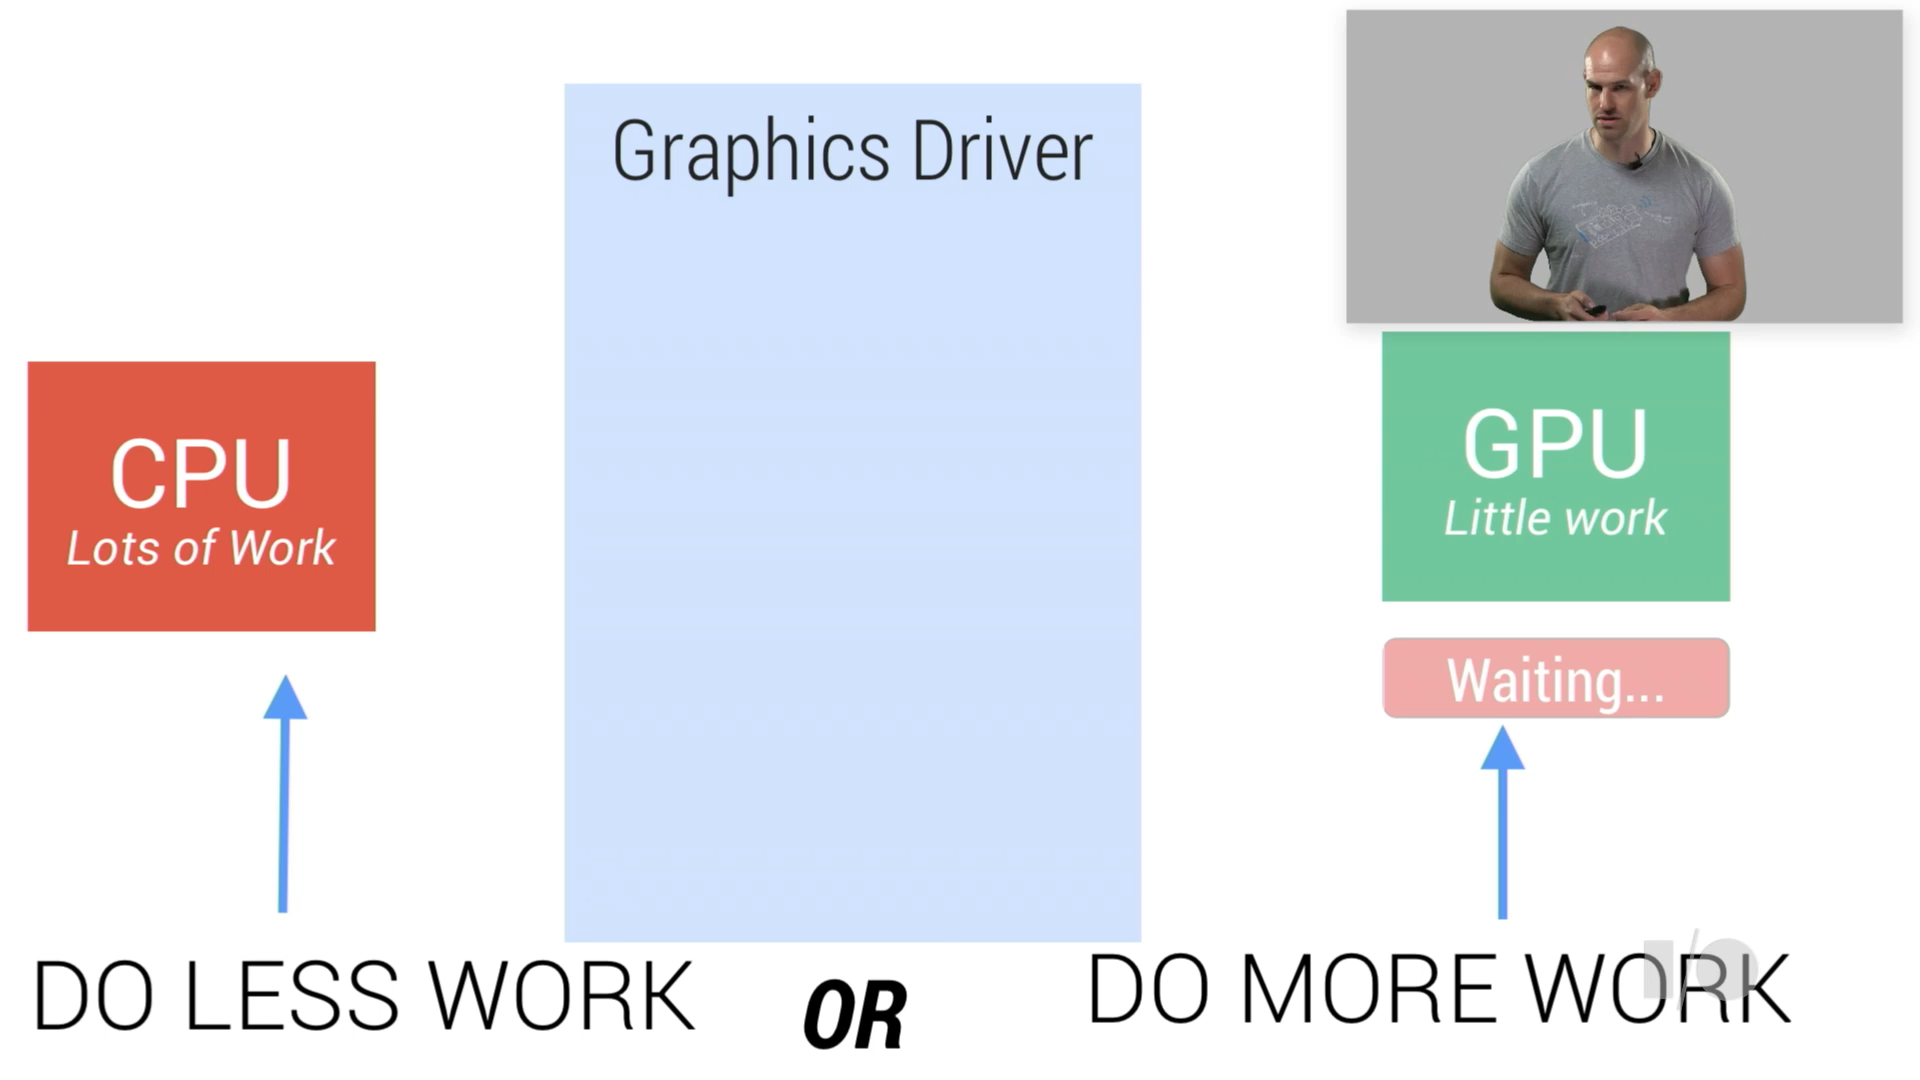 Graphics Driver
CPU
Lots of Work
GPU
Little work
Waiting...
DO LESS WORK
OR
DO MORE WORK
I/O